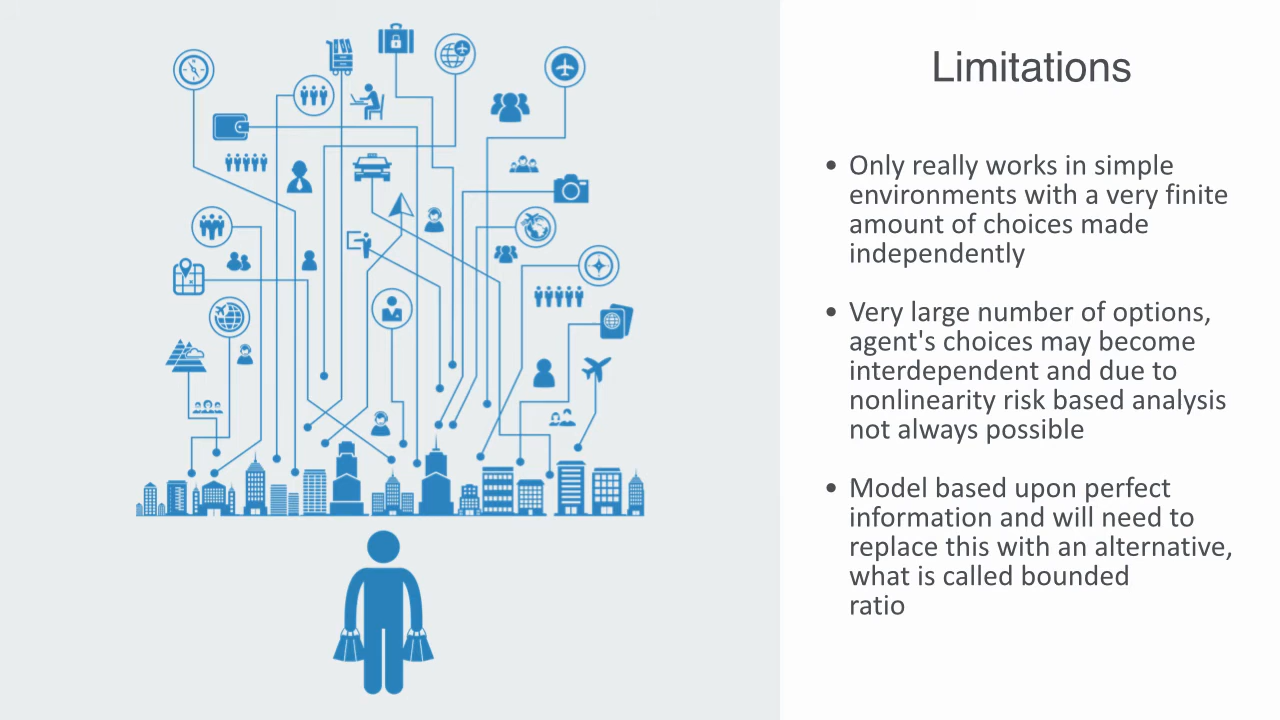 Limitations
• Only really works in simple
environments with a very finite
amount of choices made
independently
• Very large number of options,
agent's choices may become
interdependent and due to
nonlinearity risk based analysis
not always possible
• Model based upon perfect
information and will need to
replace this with an alternative,
what is called bounded
ratio